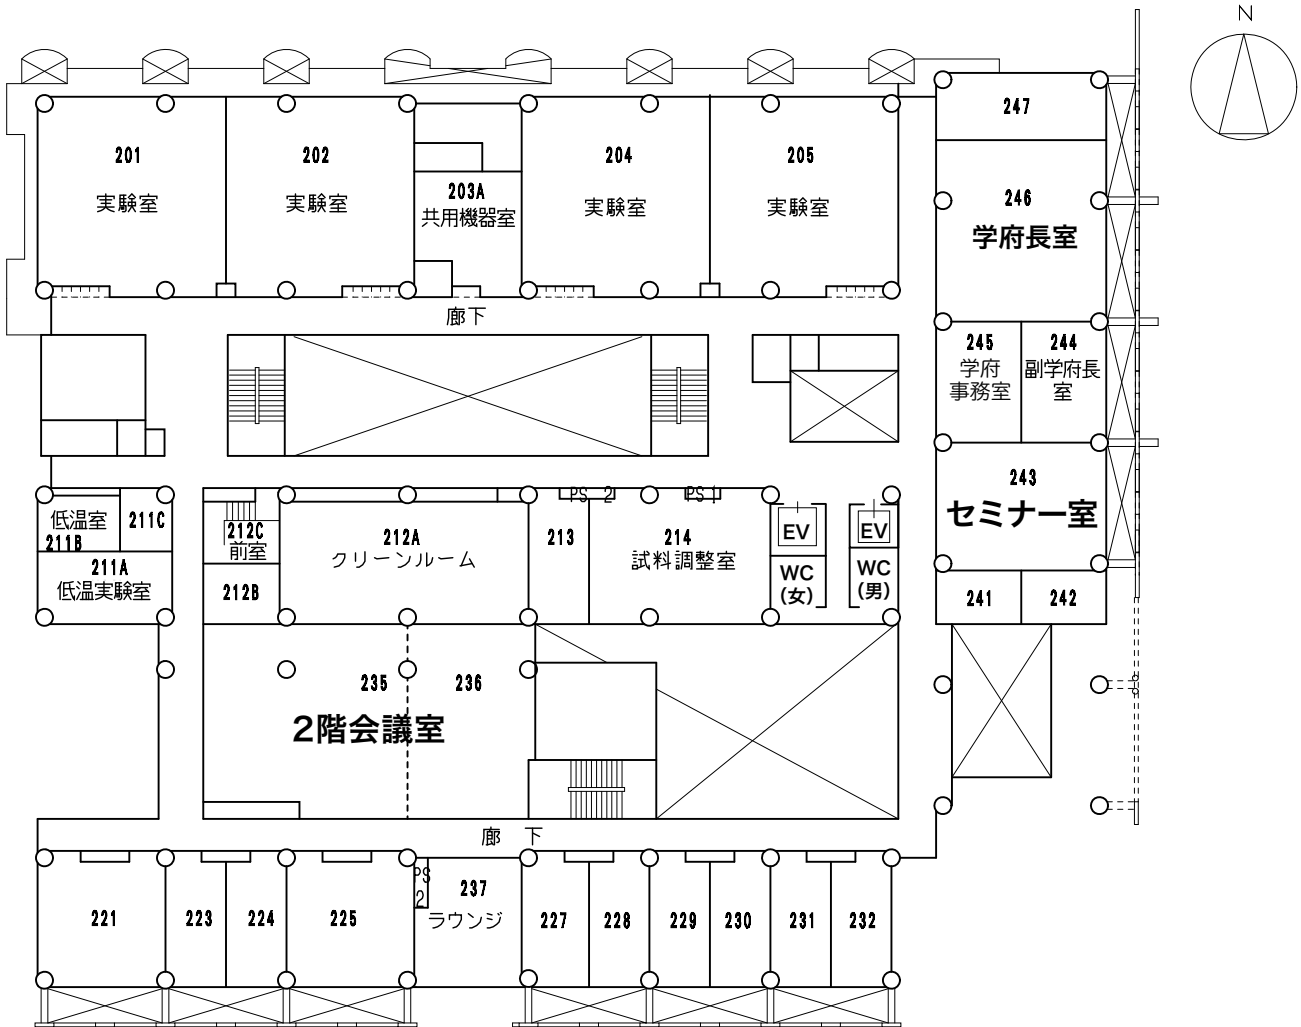 N
247
201
202
204
205
203A
実験室
実験室
共用機器室
実験室
実験室
246
学府長室
廊下
245
学府
事務室
244
副学府長
室
243
セミナー室
低温室
211B
211C
211A
低温実験室
212C
前室
212B
212A
クリーンルーム
213
PS 2
PS 1
214
試料調整室
EV
WC
(女)
EV
WC
(男)
241
242
235
236
2階会議室
廊 下
221
223
224
225
PS
2
237
ラウンジ
227
228
229
230
231
232